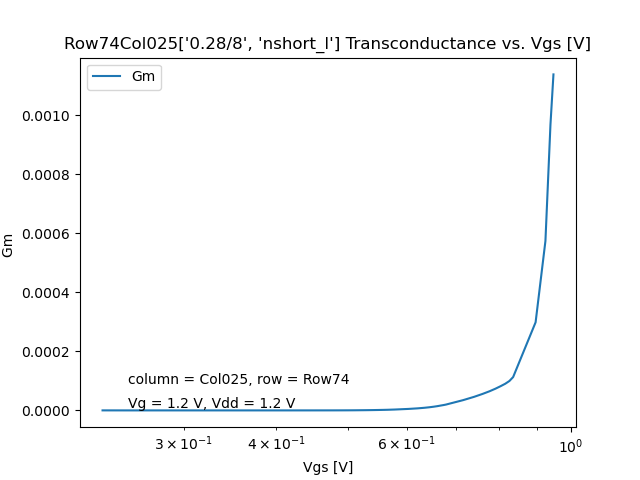 Row74Col025['0.28/8', 'nshort_l'] Transconductance vs. Vgs [V]
Gm
0.0010
0.0008
0.0006
Gm
0.0004
0.0002
column = Col025, row = Row74
Vg = 1.2 V, Vdd = 1.2 V
0.0000
3 × 10⁻¹
4 × 10⁻¹
6 × 10⁻¹
10⁰
Vgs [V]